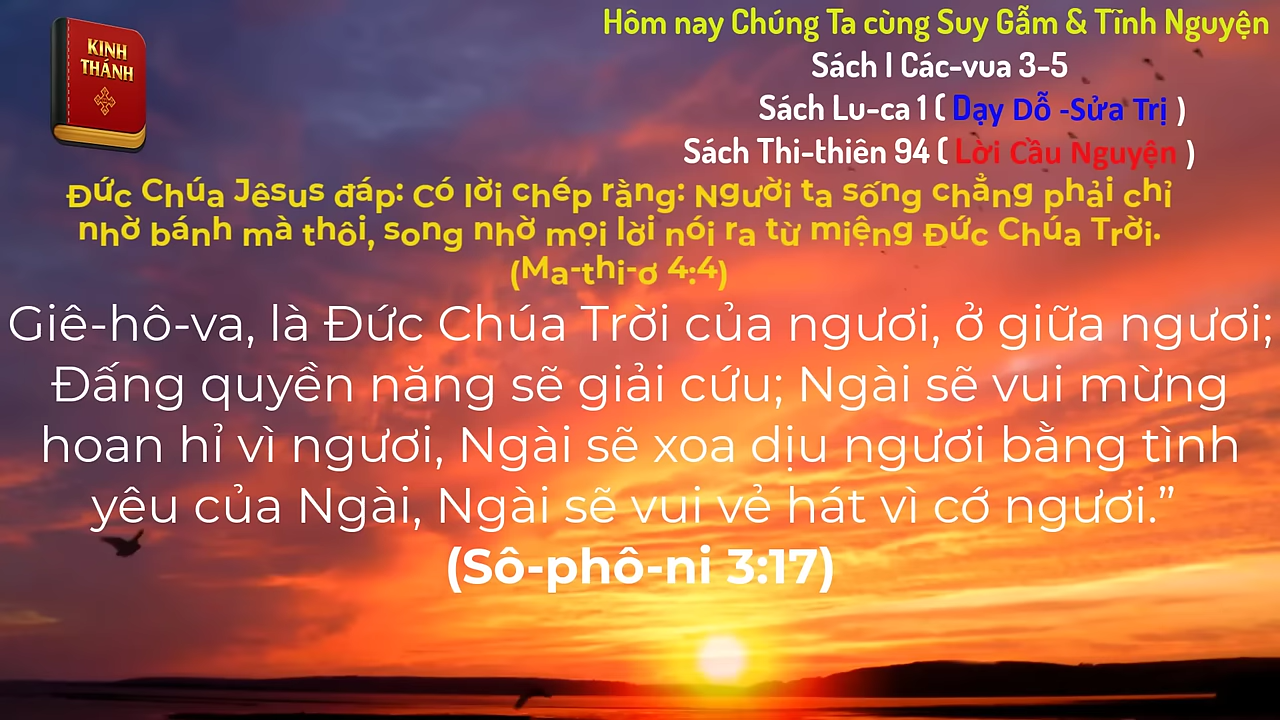 KINH
THÁNH
Hôm nay Chúng Ta cùng Suy Gẫm & Tĩnh Nguyện
Sách I Các-vua 3-5
Sách Lu-ca 1 ( Dạy Dỗ -Sửa Trị )
Sách Thi-thiên 94 ( Lời Cầu Nguyện )
Đức Chúa Jêsus đáp: Có lời chép rằng: Người ta sống chẳng phải chỉ
nhờ bánh mà thôi, song nhờ mọi lời nói ra từ miệng Đức Chúa Trời.
(Ma-thi-ơ 4:4)
Giê-hô-va, là Đức Chúa Trời của ngươi, ở giữa ngươi;
Đấng quyền năng sẽ giải cứu; Ngài sẽ vui mừng
hoan hỉ vì ngươi, Ngài sẽ xoa dịu ngươi bằng tình
yêu của Ngài, Ngài sẽ vui vẻ hát vì cớ ngươi.”
(Sô-phô-ni 3:17)